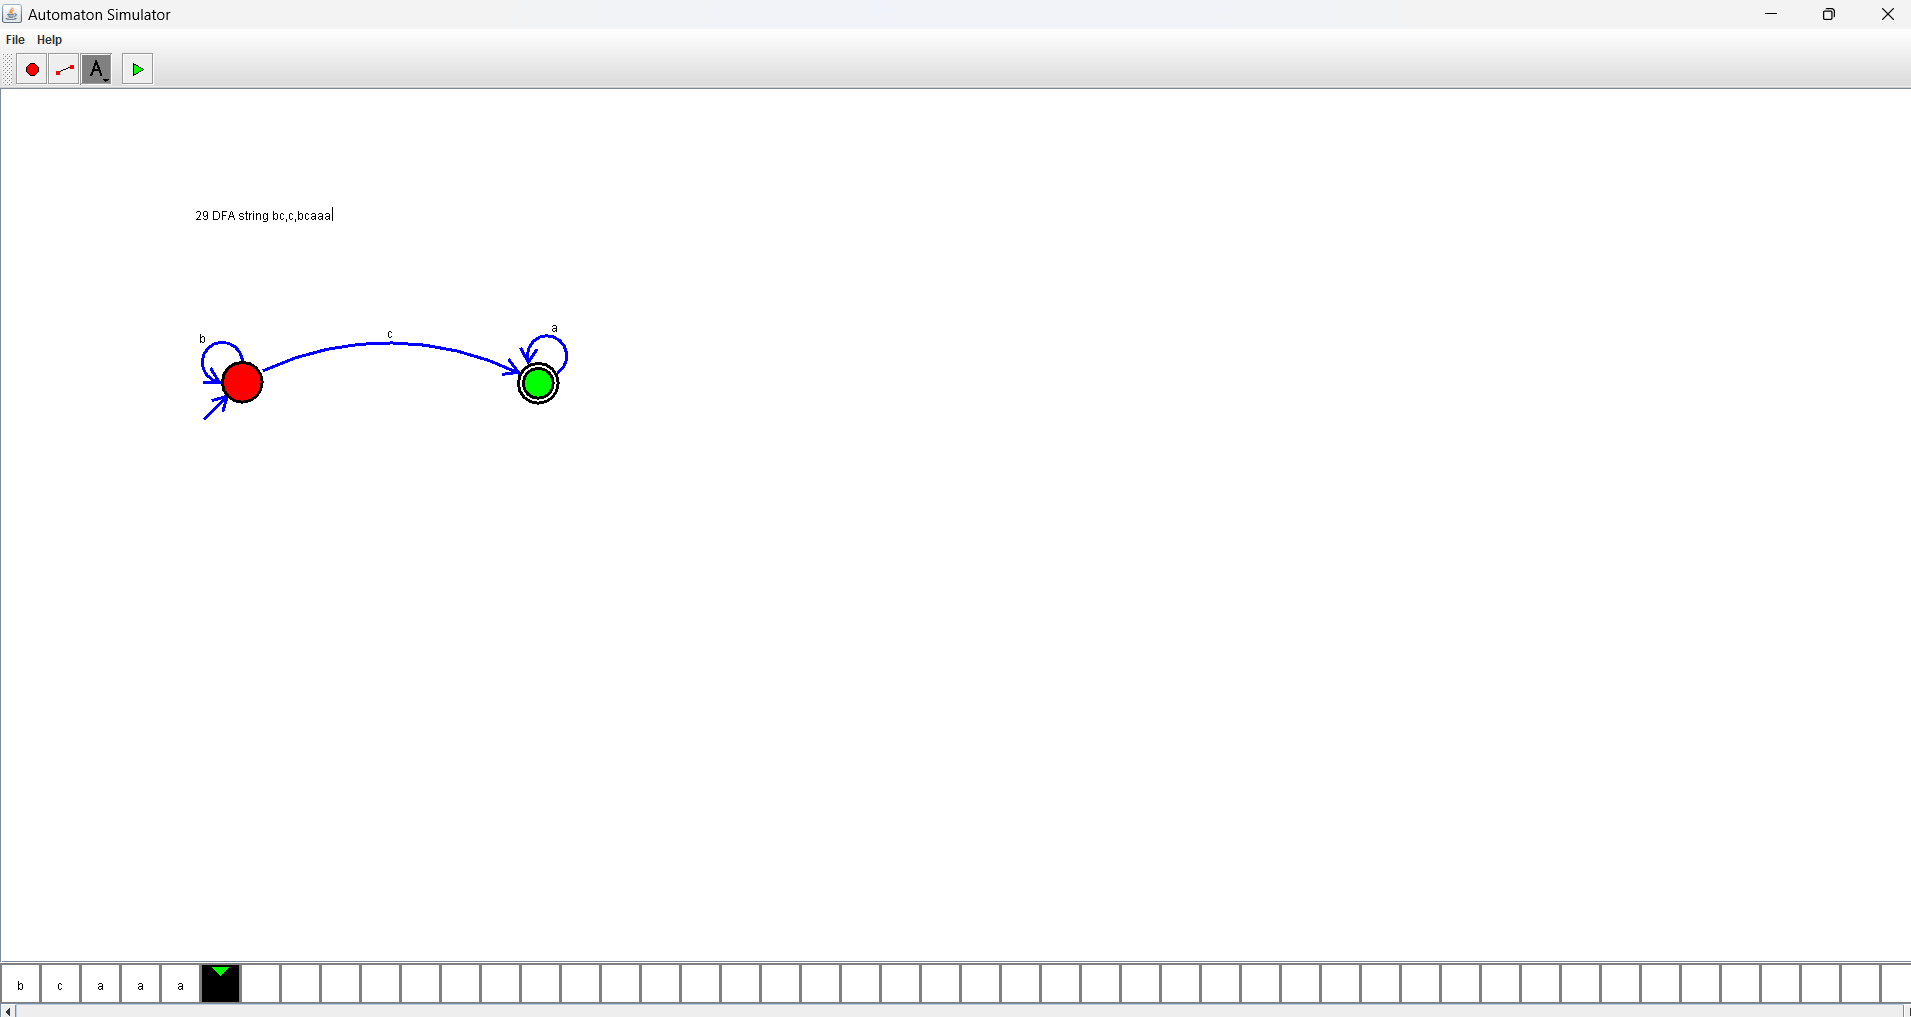 Automaton Simulator
File Help
A
29 DFA string bc,c,bcaaa
b
c
a
b c a a a